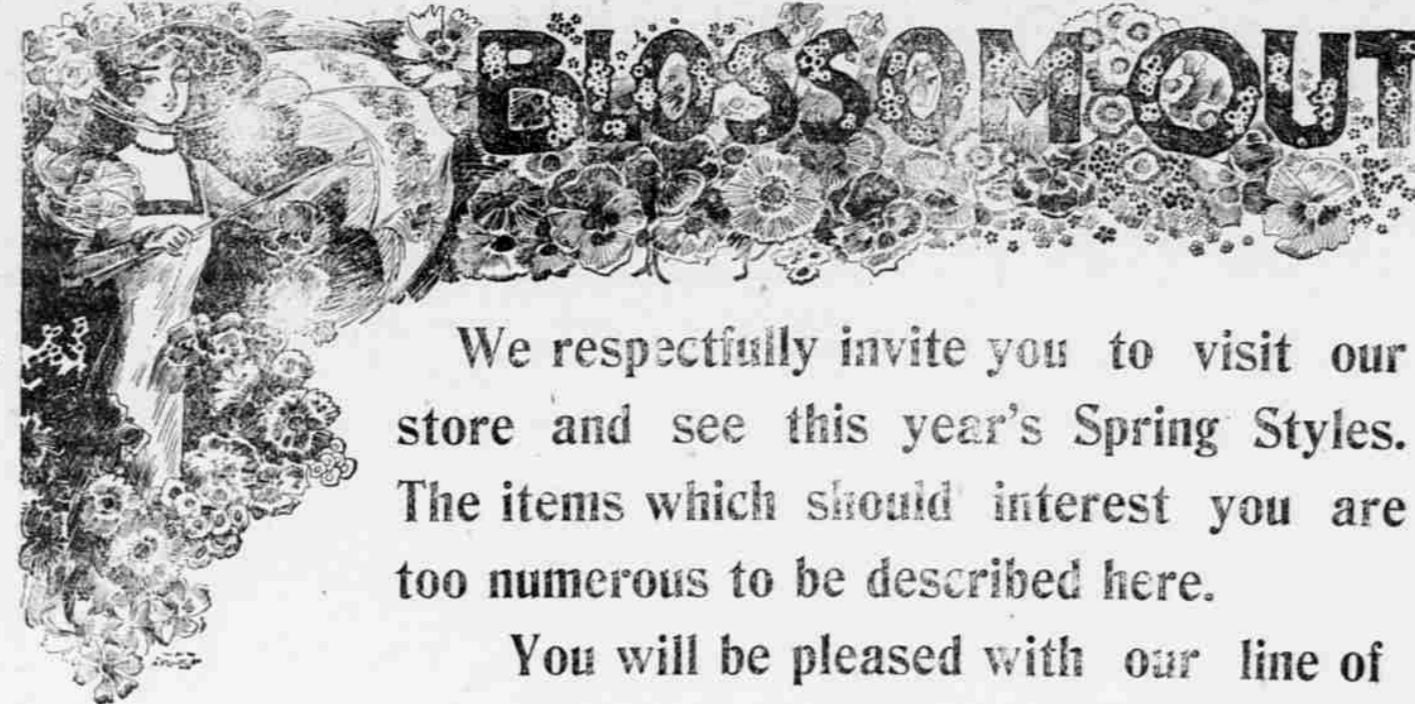 BLOSSOM OUT
We respectfully invite you to visit our
store and see this year's Spring Styles.
The items which should interest you are
too numerous to be described here.
You will be pleased with our line of